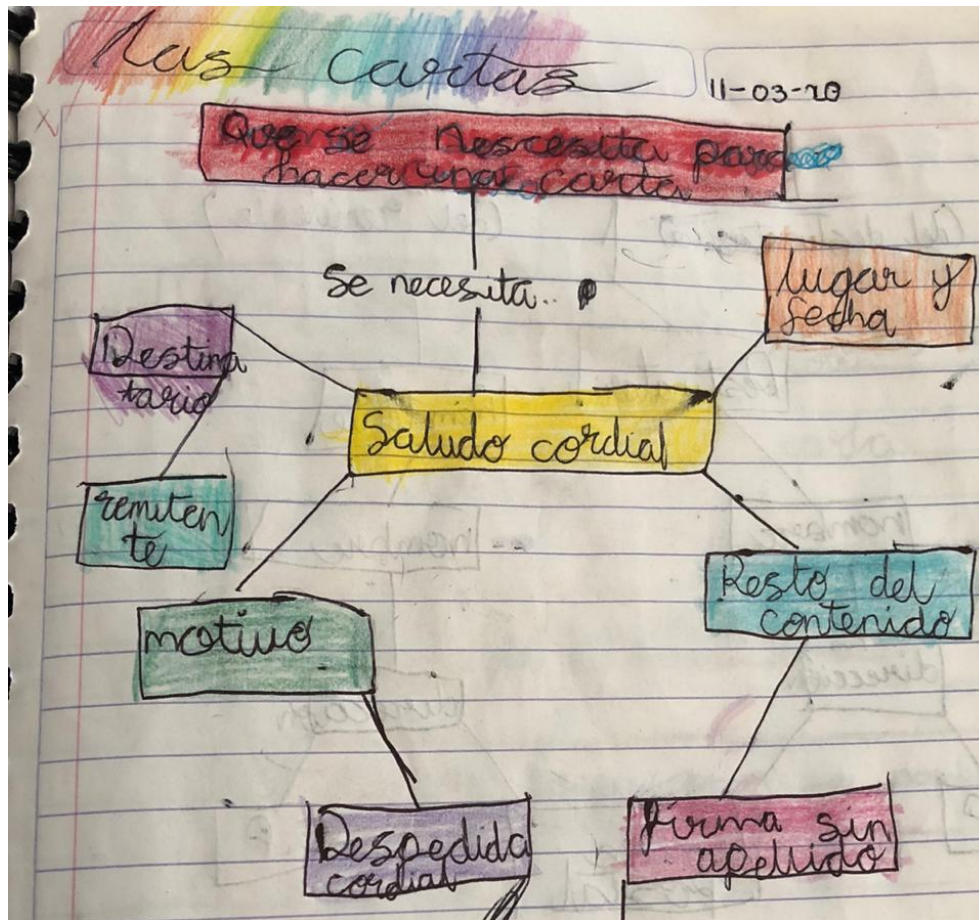 las cartas
11-03-20
Que se Nescesita para
hacer una carta
Se necesita..
lugar y
fecha
Destina
tario
Saludo cordial
remiten
te
Resto del
contenido
motivo
Despedida
cordial
firma sin
apellido